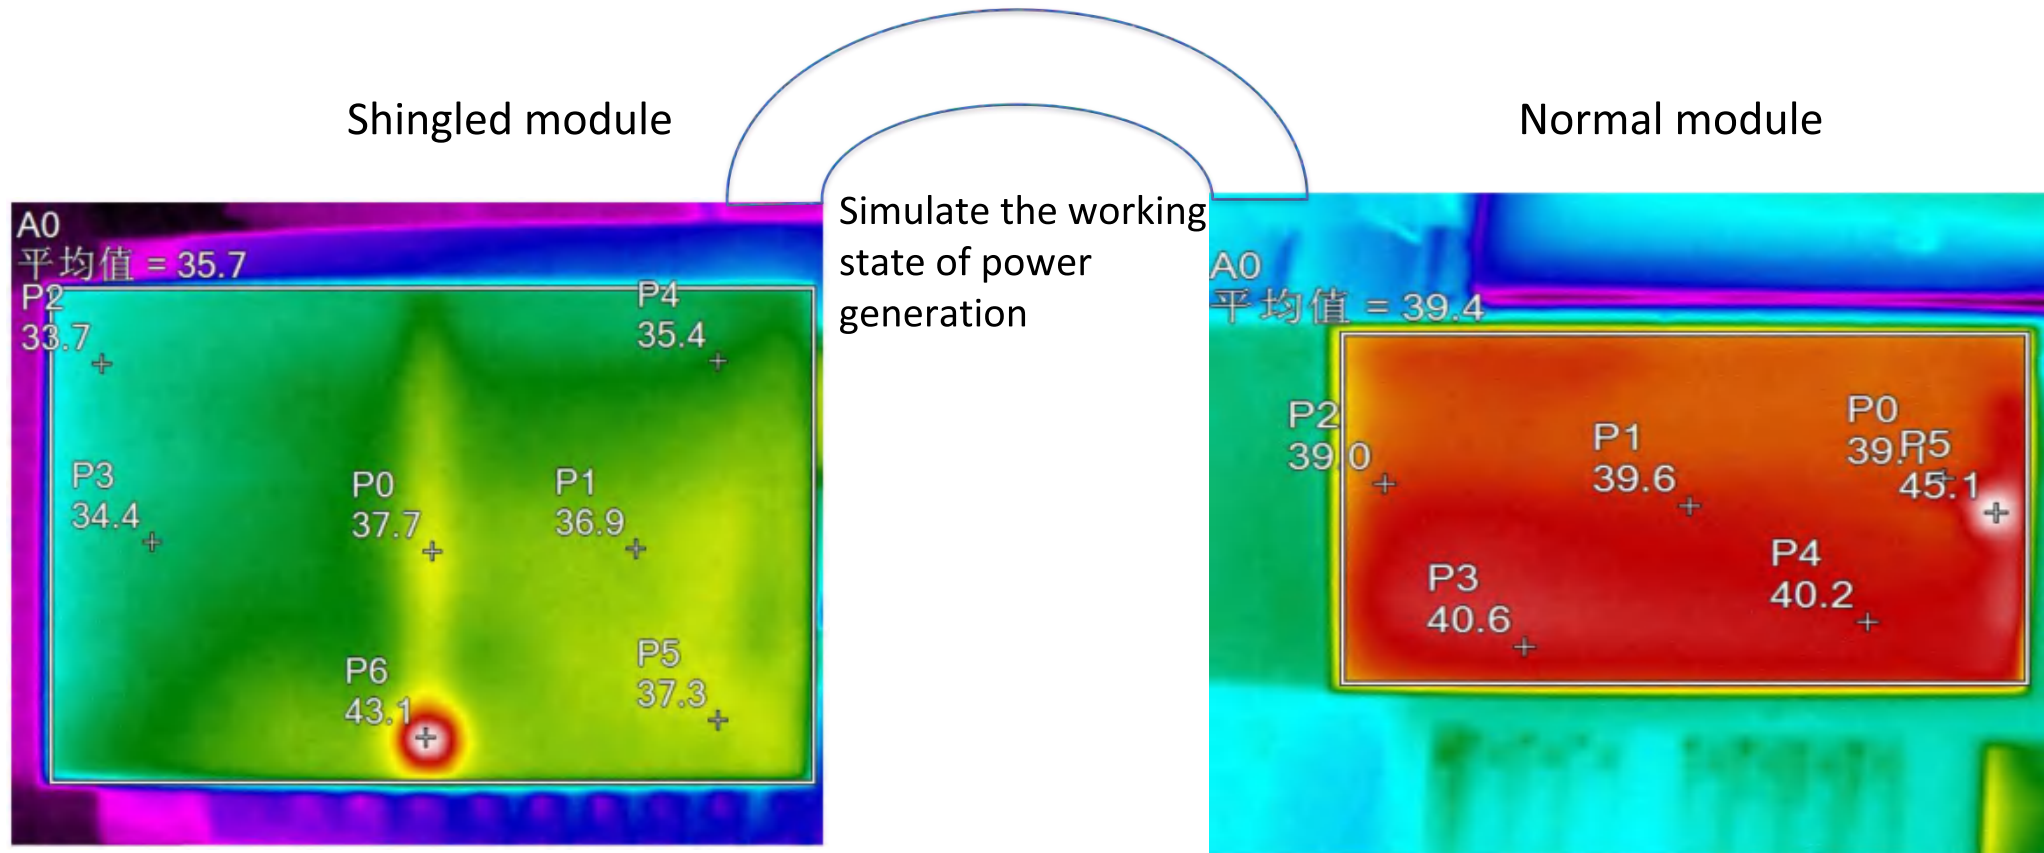 Shingled module
Normal module
Simulate the working
state of power
generation
A0
平均值 = 35.7
P2
33.7
P4
35.4
P3
34.4
P0
37.7
P1
36.9
P6
43.1
P5
37.3
A0
平均值 = 39.4
P2
39.0
P1
39.6
P0
P5
45.1
P3
40.6
P4
40.2